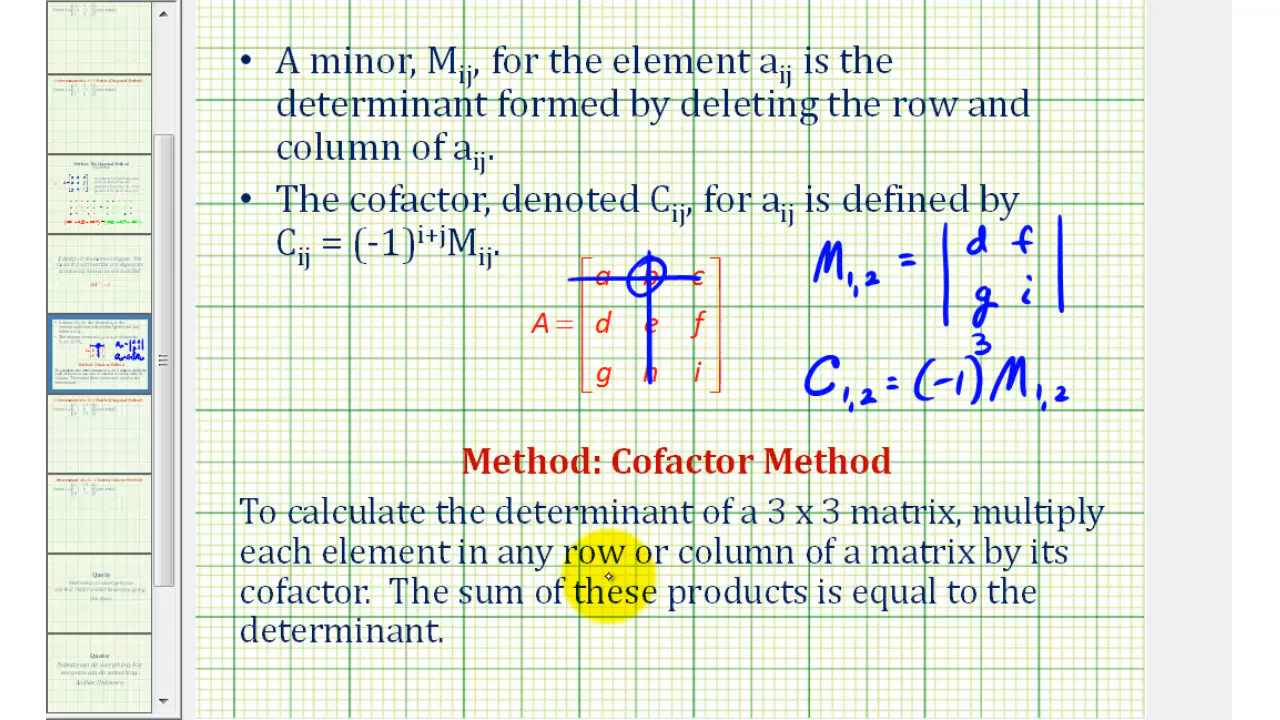 • A minor, Mij, for the element aij is the
determinant formed by deleting the row and
column of aij.
• The cofactor, denoted Cij, for aij is defined by
Cij = (-1)i+jMij.
M1,2 = | d f
g i |
A = [ a b c
d e f
g h i ]
C1,2 = (-1)3 M1,2
Method: Cofactor Method
To calculate the determinant of a 3 x 3 matrix, multiply
each element in any row or column of a matrix by its
cofactor. The sum of these products is equal to the
determinant.
Quote
Quote